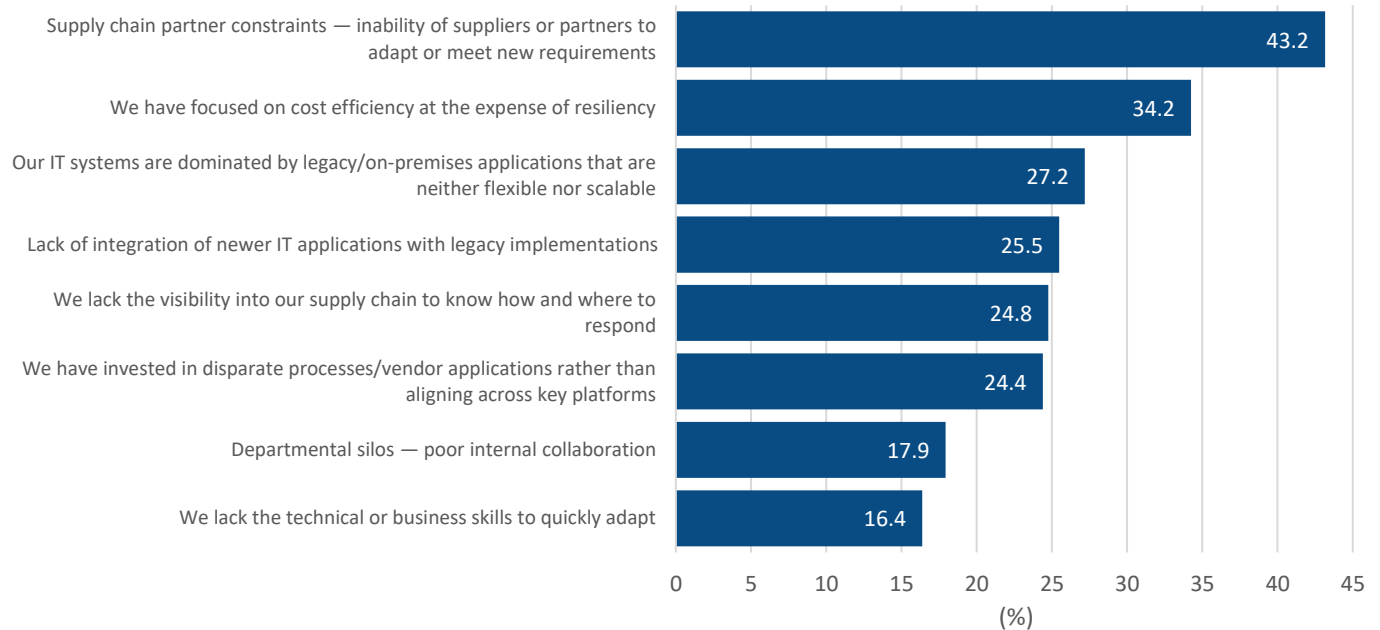 Supply chain partner constraints — inability of suppliers or partners to
adapt or meet new requirements
43.2
We have focused on cost efficiency at the expense of resiliency
34.2
Our IT systems are dominated by legacy/on-premises applications that are
neither flexible nor scalable
27.2
Lack of integration of newer IT applications with legacy implementations
25.5
We lack the visibility into our supply chain to know how and where to
respond
24.8
We have invested in disparate processes/vendor applications rather than
aligning across key platforms
24.4
Departmental silos — poor internal collaboration
17.9
We lack the technical or business skills to quickly adapt
16.4
0 5 10 15 20 25 30 35 40 45
(%)